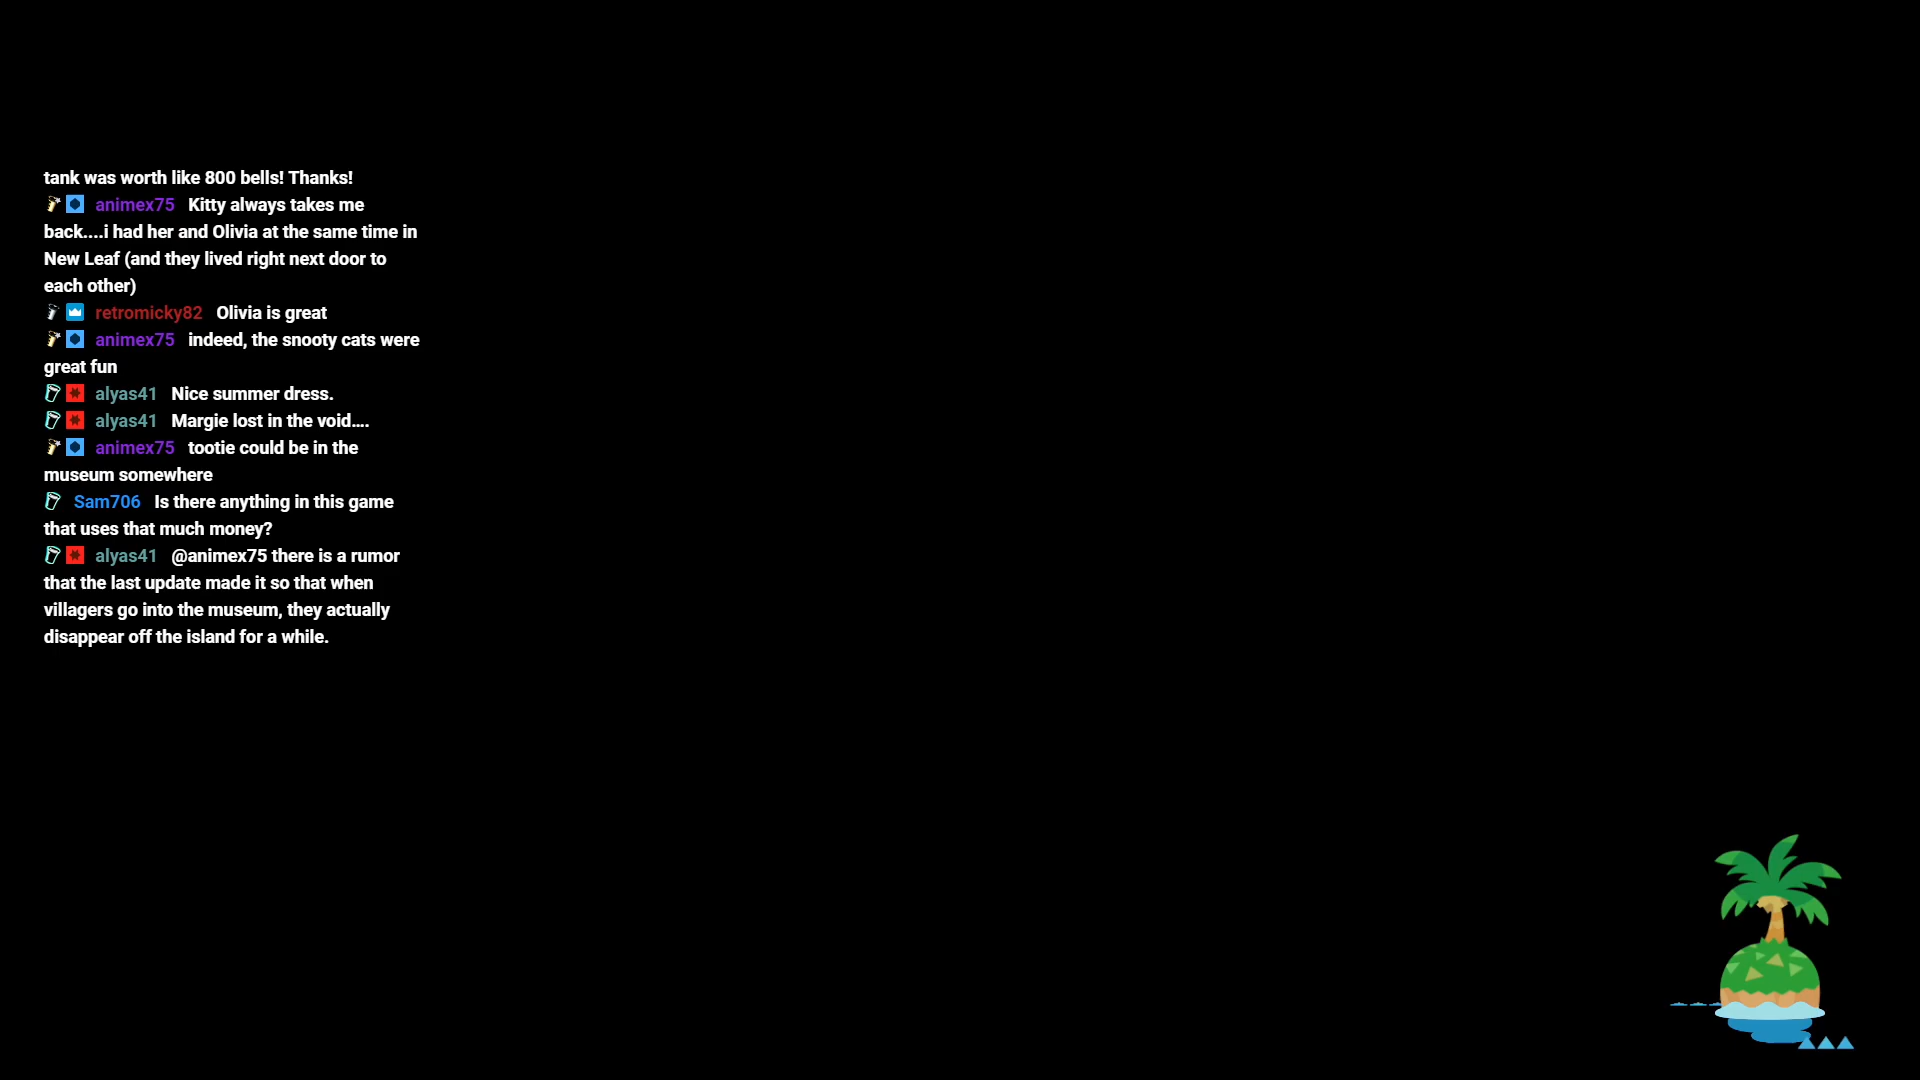 tank was worth like 800 bells! Thanks!
animex75 Kitty always takes me
back....i had her and Olivia at the same time in
New Leaf (and they lived right next door to
each other)
retromicky82 Olivia is great
animex75 indeed, the snooty cats were
great fun
alyas41 Nice summer dress.
alyas41 Margie lost in the void....
animex75 tootie could be in the
museum somewhere
Sam706 Is there anything in this game
that uses that much money?
alyas41 @animex75 there is a rumor
that the last update made it so that when
villagers go into the museum, they actually
disappear off the island for a while.